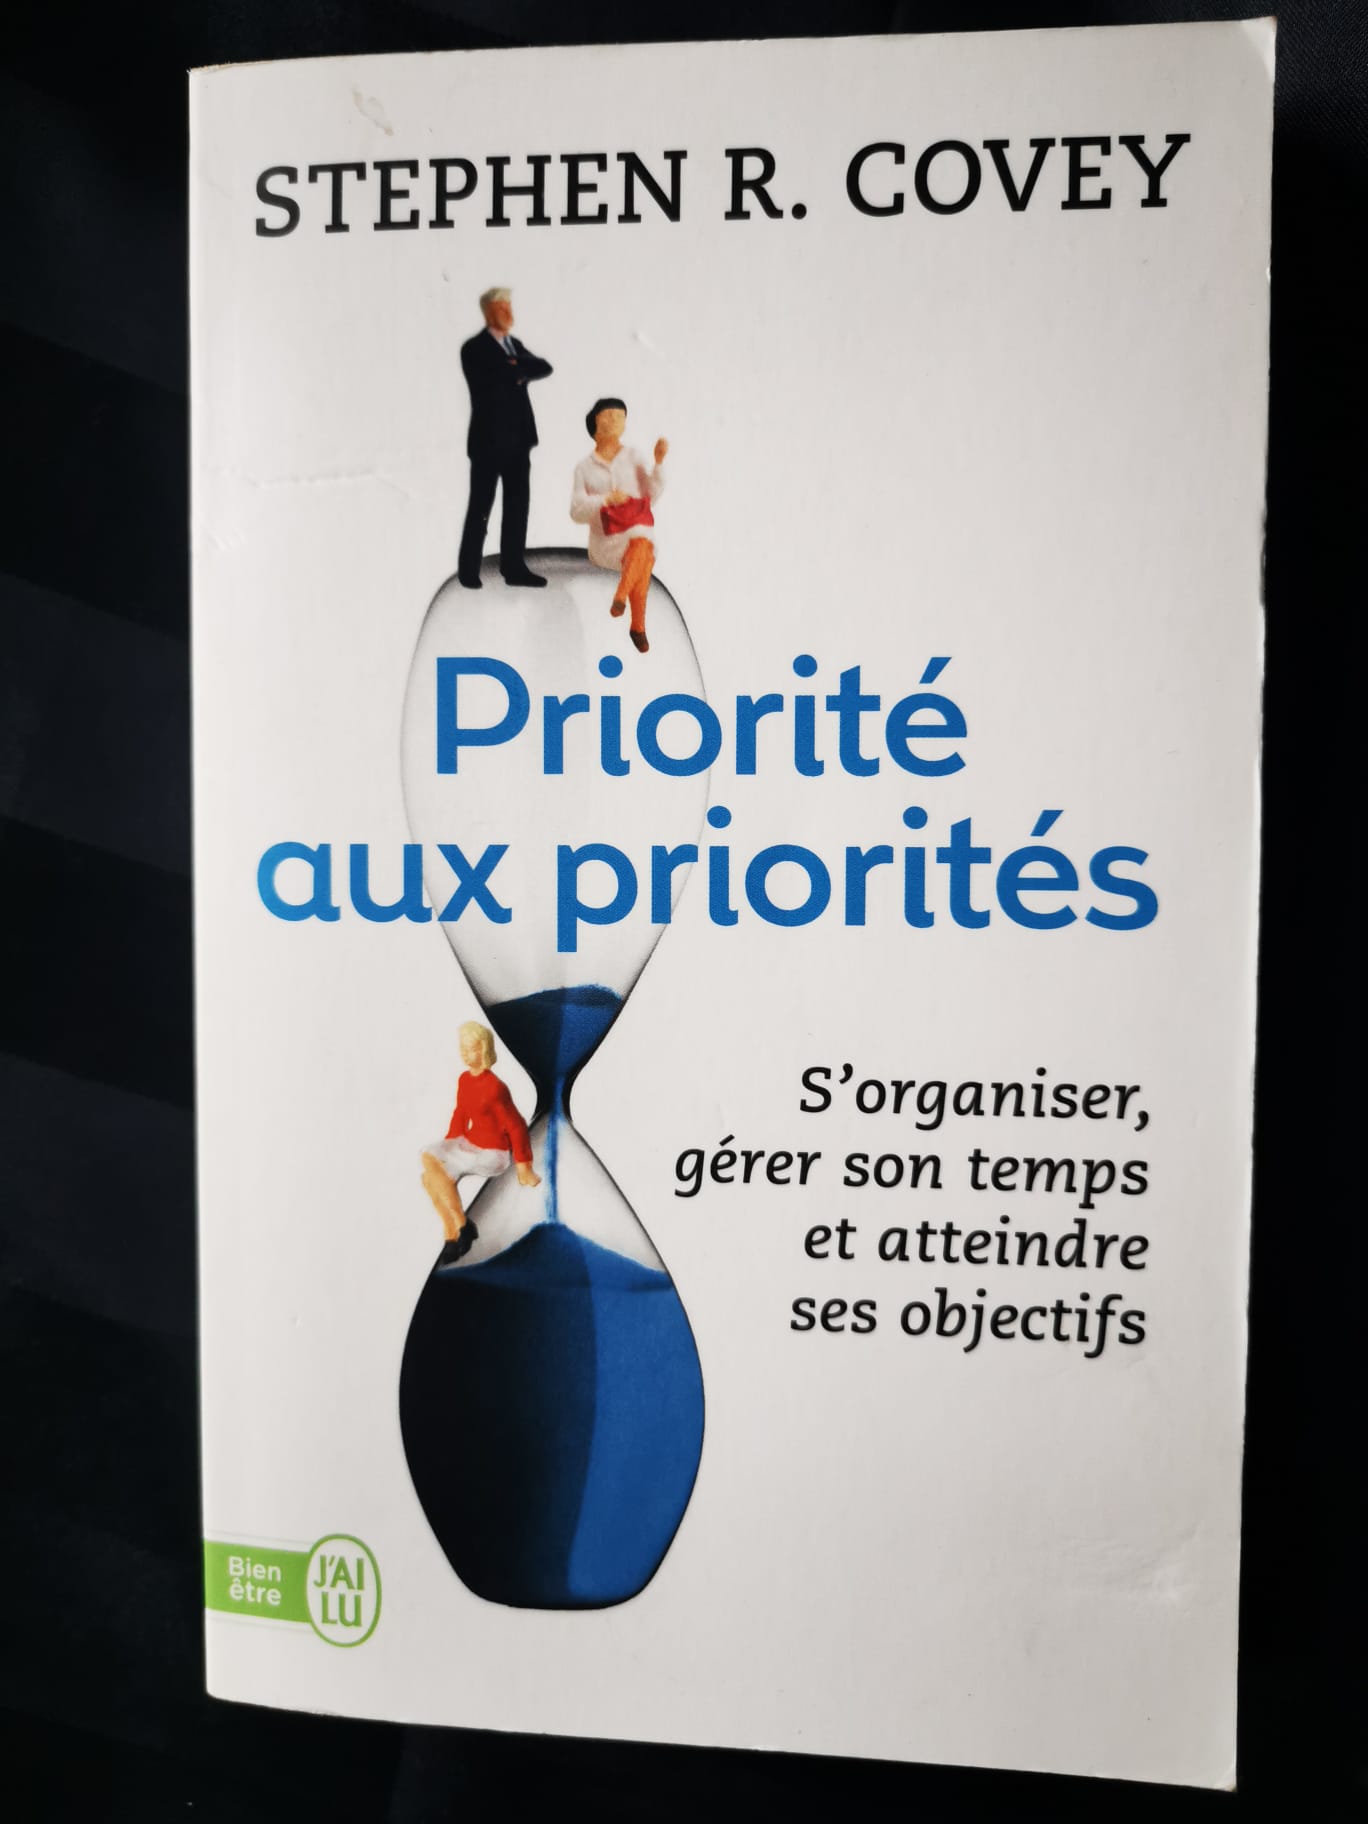 STEPHEN R. COVEY
Priorité
aux priorités
S'organiser,
gérer son temps
et atteindre
ses objectifs
Bien
être
J'AI
LU